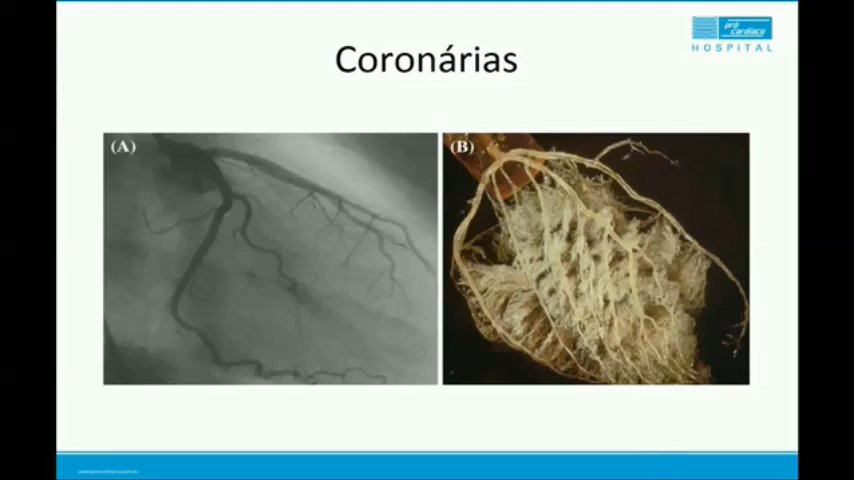 Coronárias
pró
cardíaco
HOSPITAL
(A)
(B)